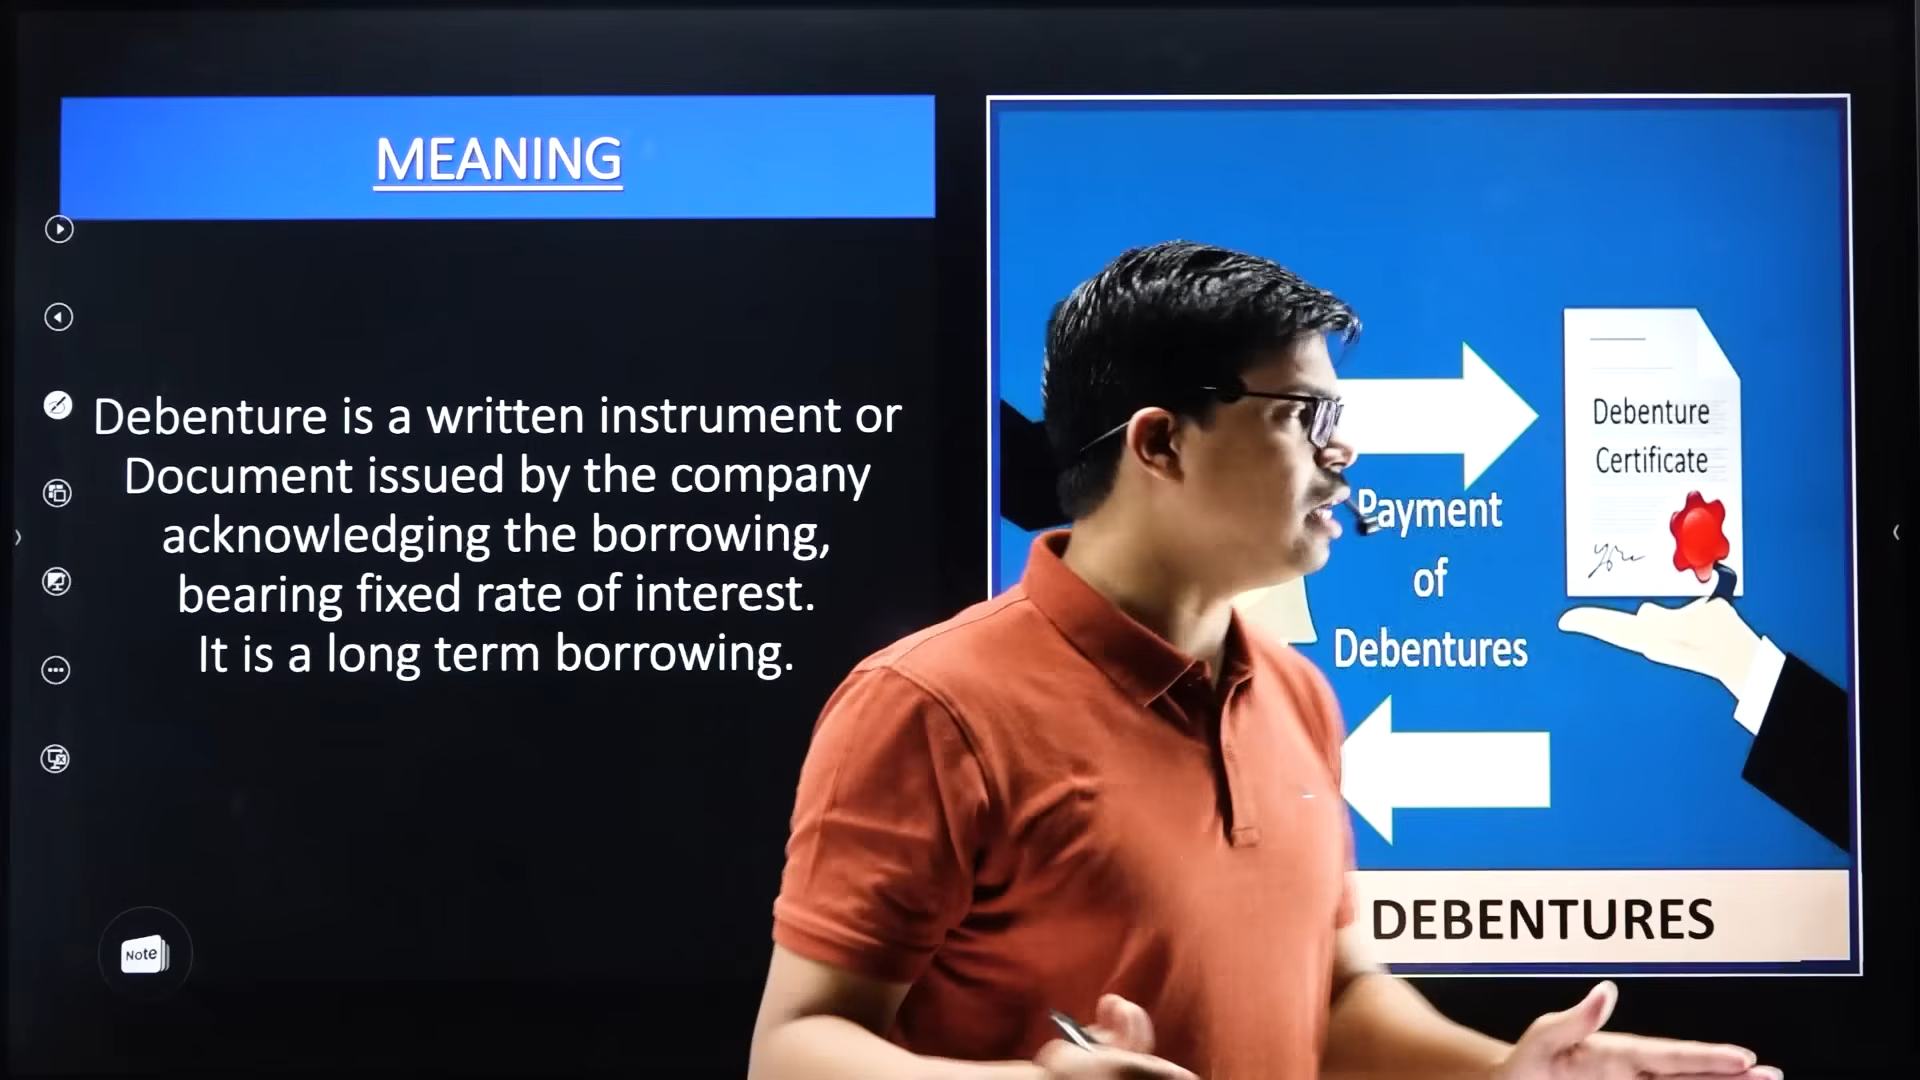 MEANING
Debenture is a written instrument or
Document issued by the company
acknowledging the borrowing,
bearing fixed rate of interest.
It is a long term borrowing.
Note
Debenture
Certificate
Payment
of
Debentures
DEBENTURES